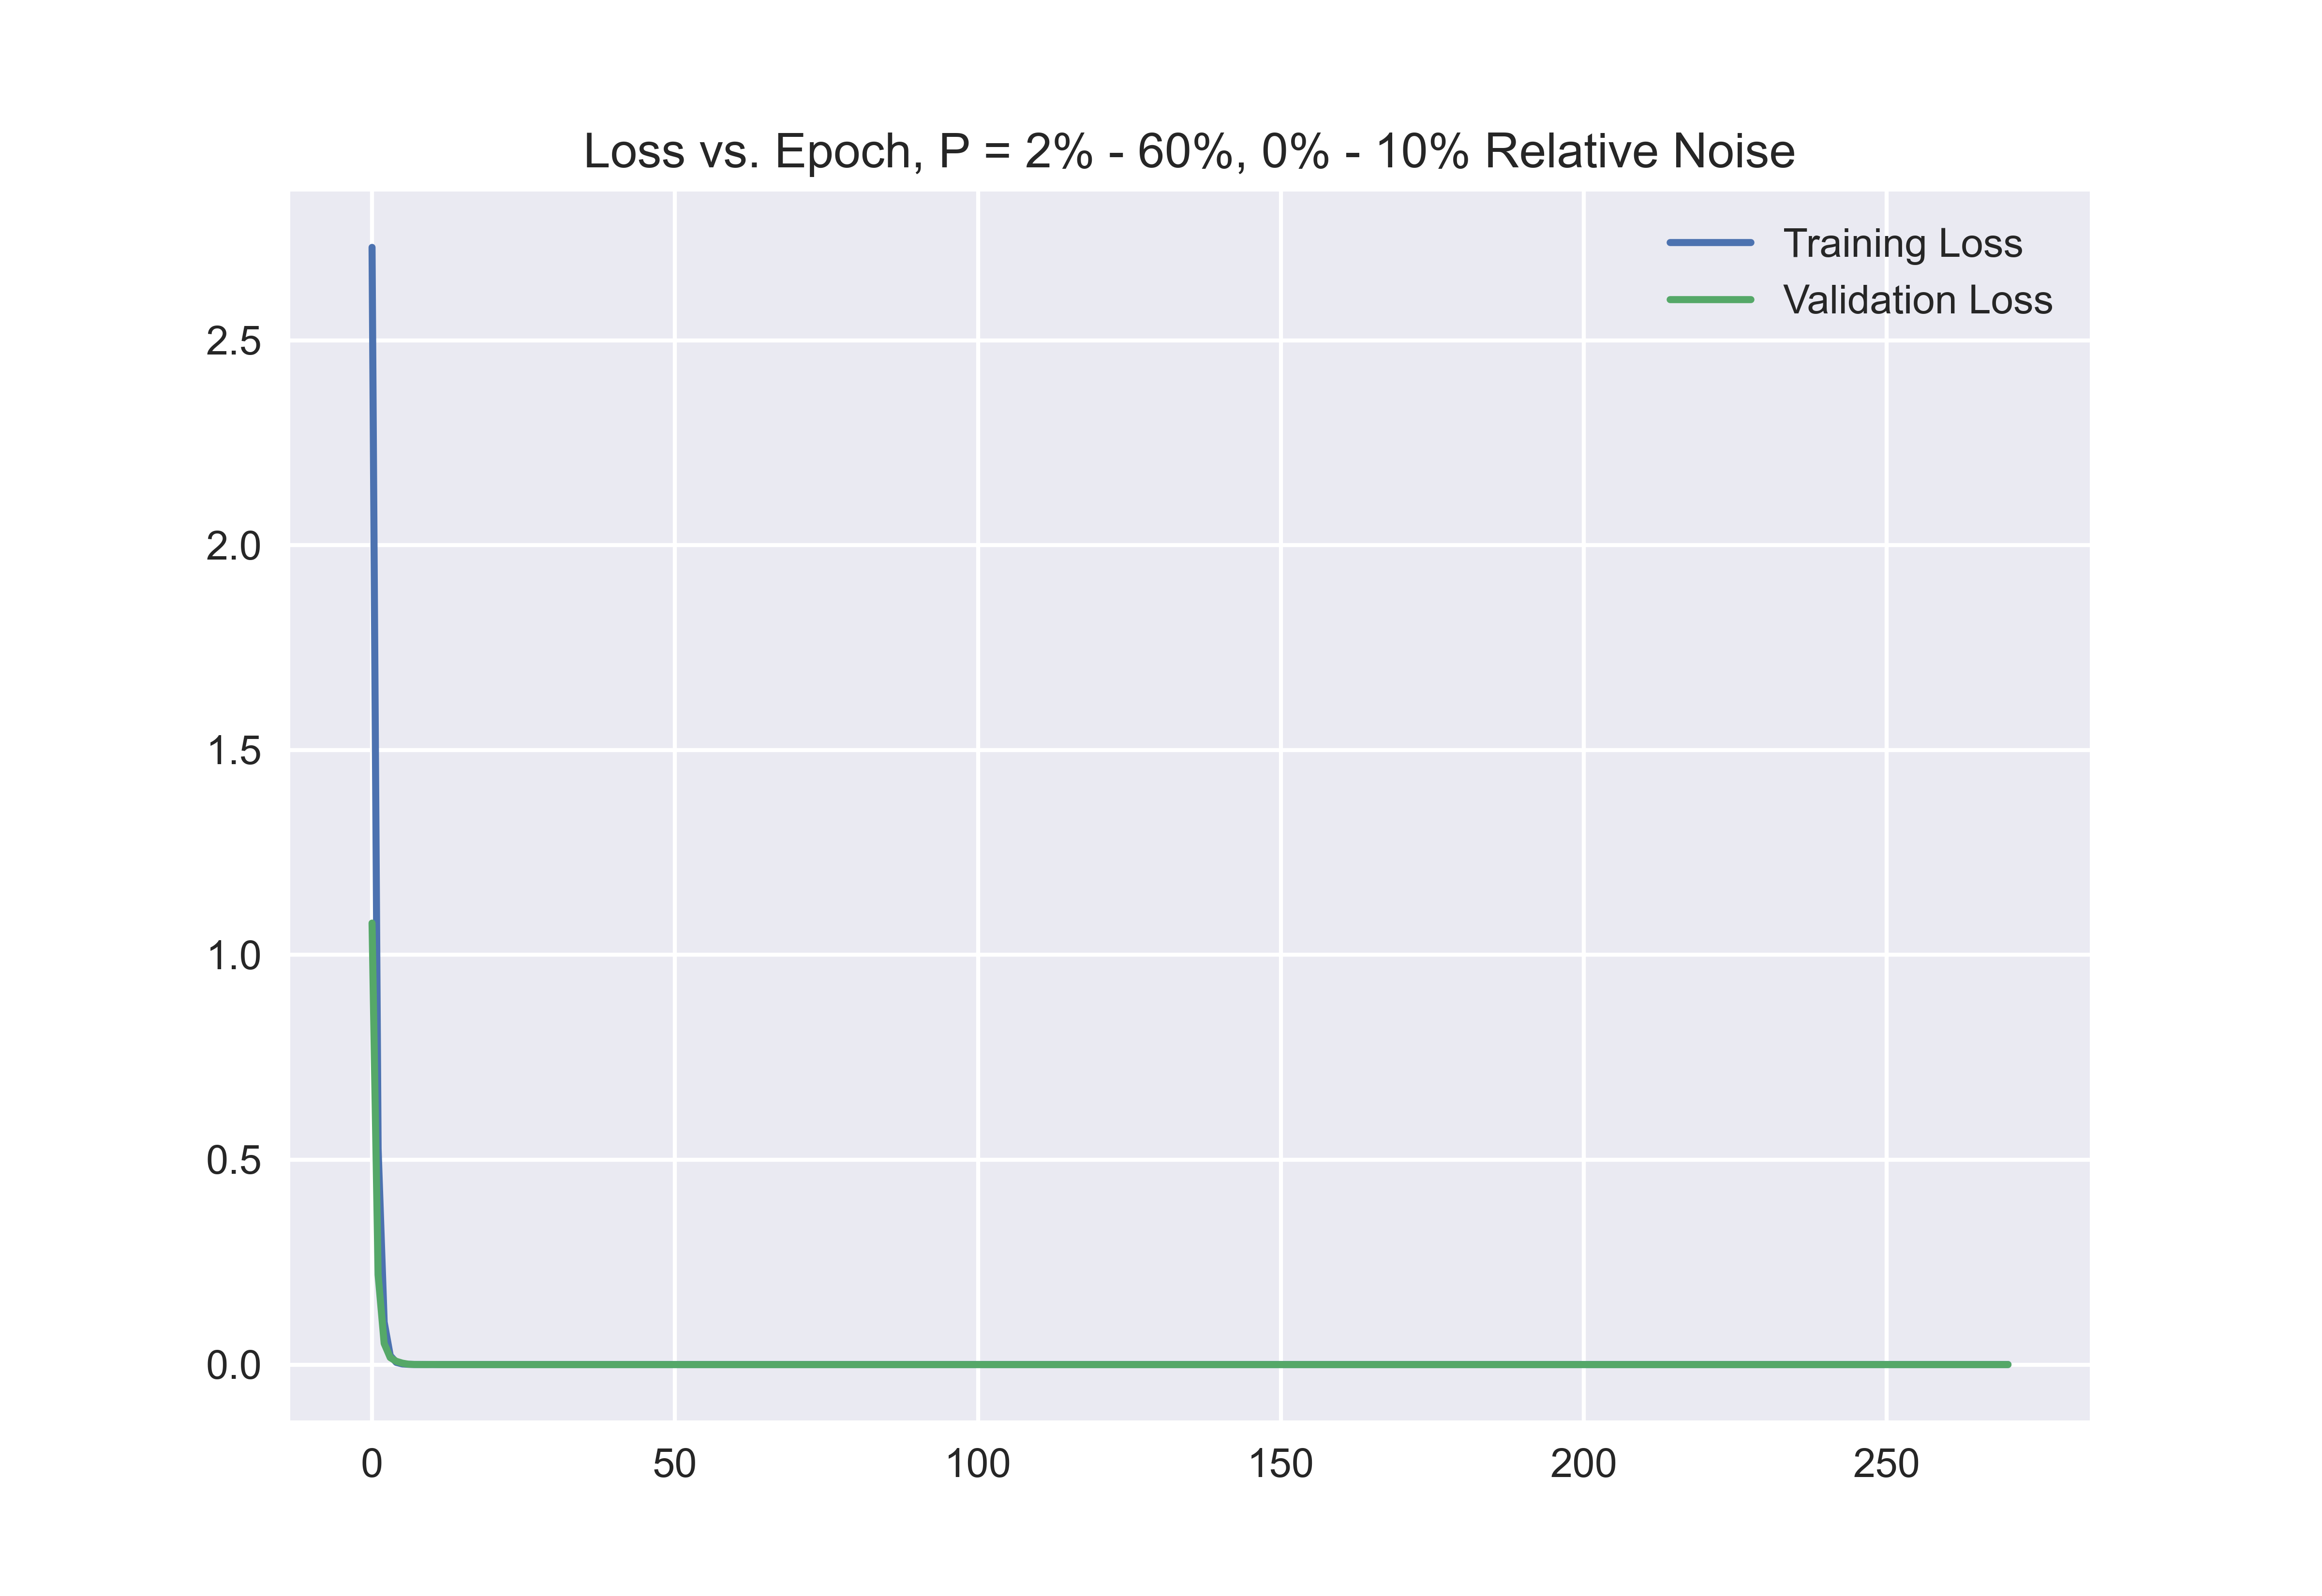 Loss vs. Epoch, P = 2% - 60%, 0% - 10% Relative Noise
Training Loss
Validation Loss
2.5
2.0
1.5
1.0
0.5
0.0
0 50 100 150 200 250